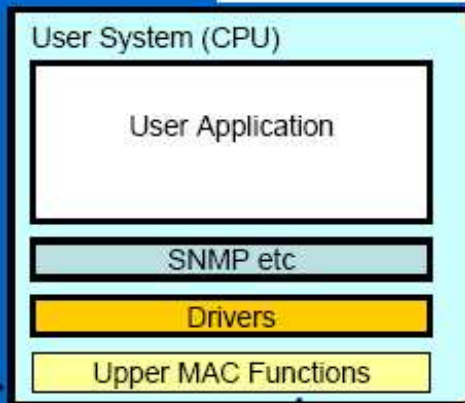 User System (CPU)
User Application
SNMP etc
Drivers
Upper MAC Functions